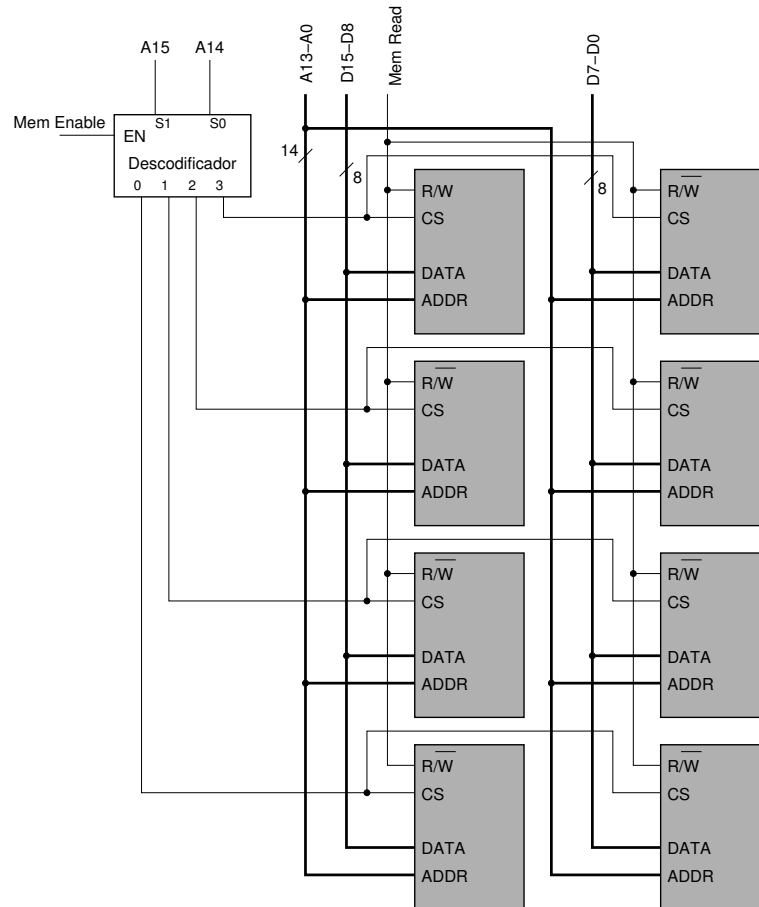 A15 A14
A13–A0
D15–D8
Mem Read
D7–D0
Mem Enable
S1 S0
EN
Descodificador
0 1 2 3
14
8
8
R/W
CS
DATA
ADDR
R/W̅
CS
DATA
ADDR
R/W̅
CS
DATA
ADDR
R/W̅
CS
DATA
ADDR
R/W̅
CS
DATA
ADDR
R/W̅
CS
DATA
ADDR
R/W̅
CS
DATA
ADDR
R/W̅
CS
DATA
ADDR